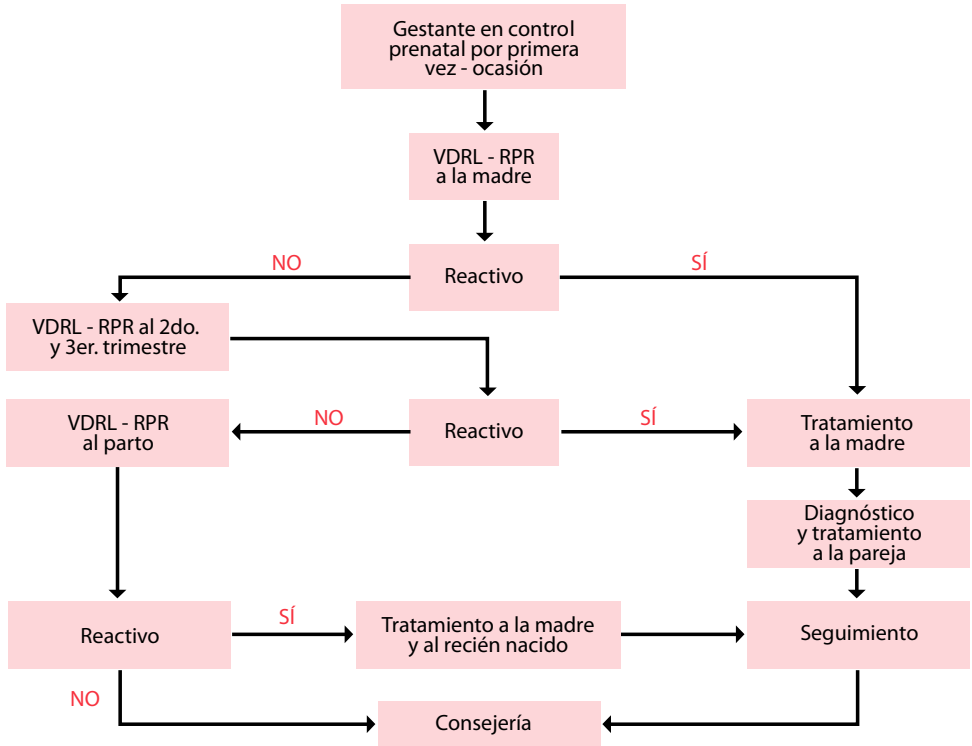 Gestante en control
prenatal por primera
vez - ocasión
VDRL - RPR
a la madre
NO
Reactivo
SÍ
VDRL - RPR al 2do.
y 3er. trimestre
VDRL - RPR
al parto
NO
Reactivo
SÍ
Tratamiento
a la madre
Diagnóstico
y tratamiento
a la pareja
Reactivo
SÍ
Tratamiento a la madre
y al recién nacido
Seguimiento
NO
Consejería